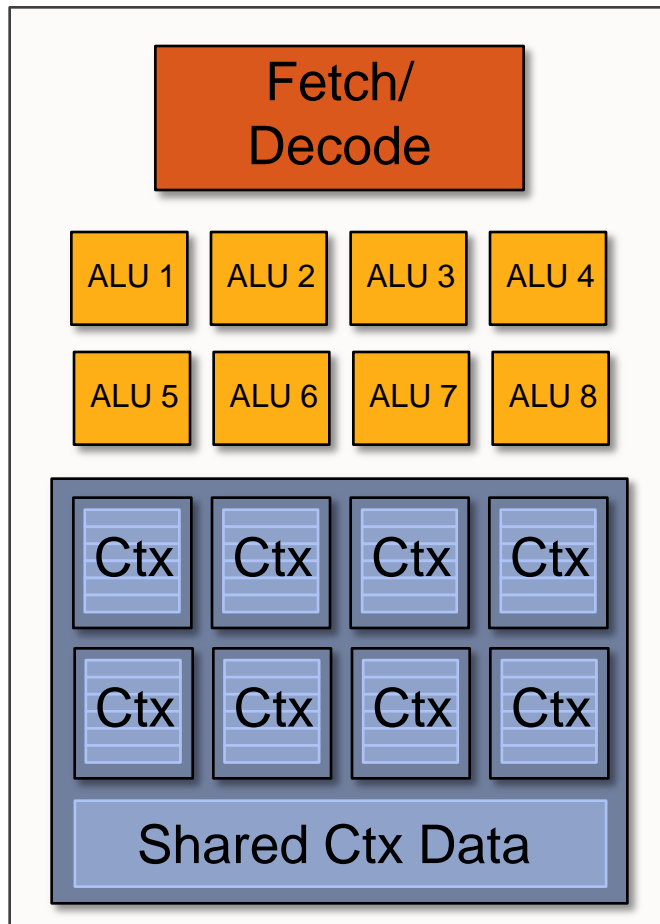 Fetch/
Decode
ALU 1 ALU 2 ALU 3 ALU 4
ALU 5 ALU 6 ALU 7 ALU 8
Ctx Ctx Ctx Ctx
Ctx Ctx Ctx Ctx
Shared Ctx Data